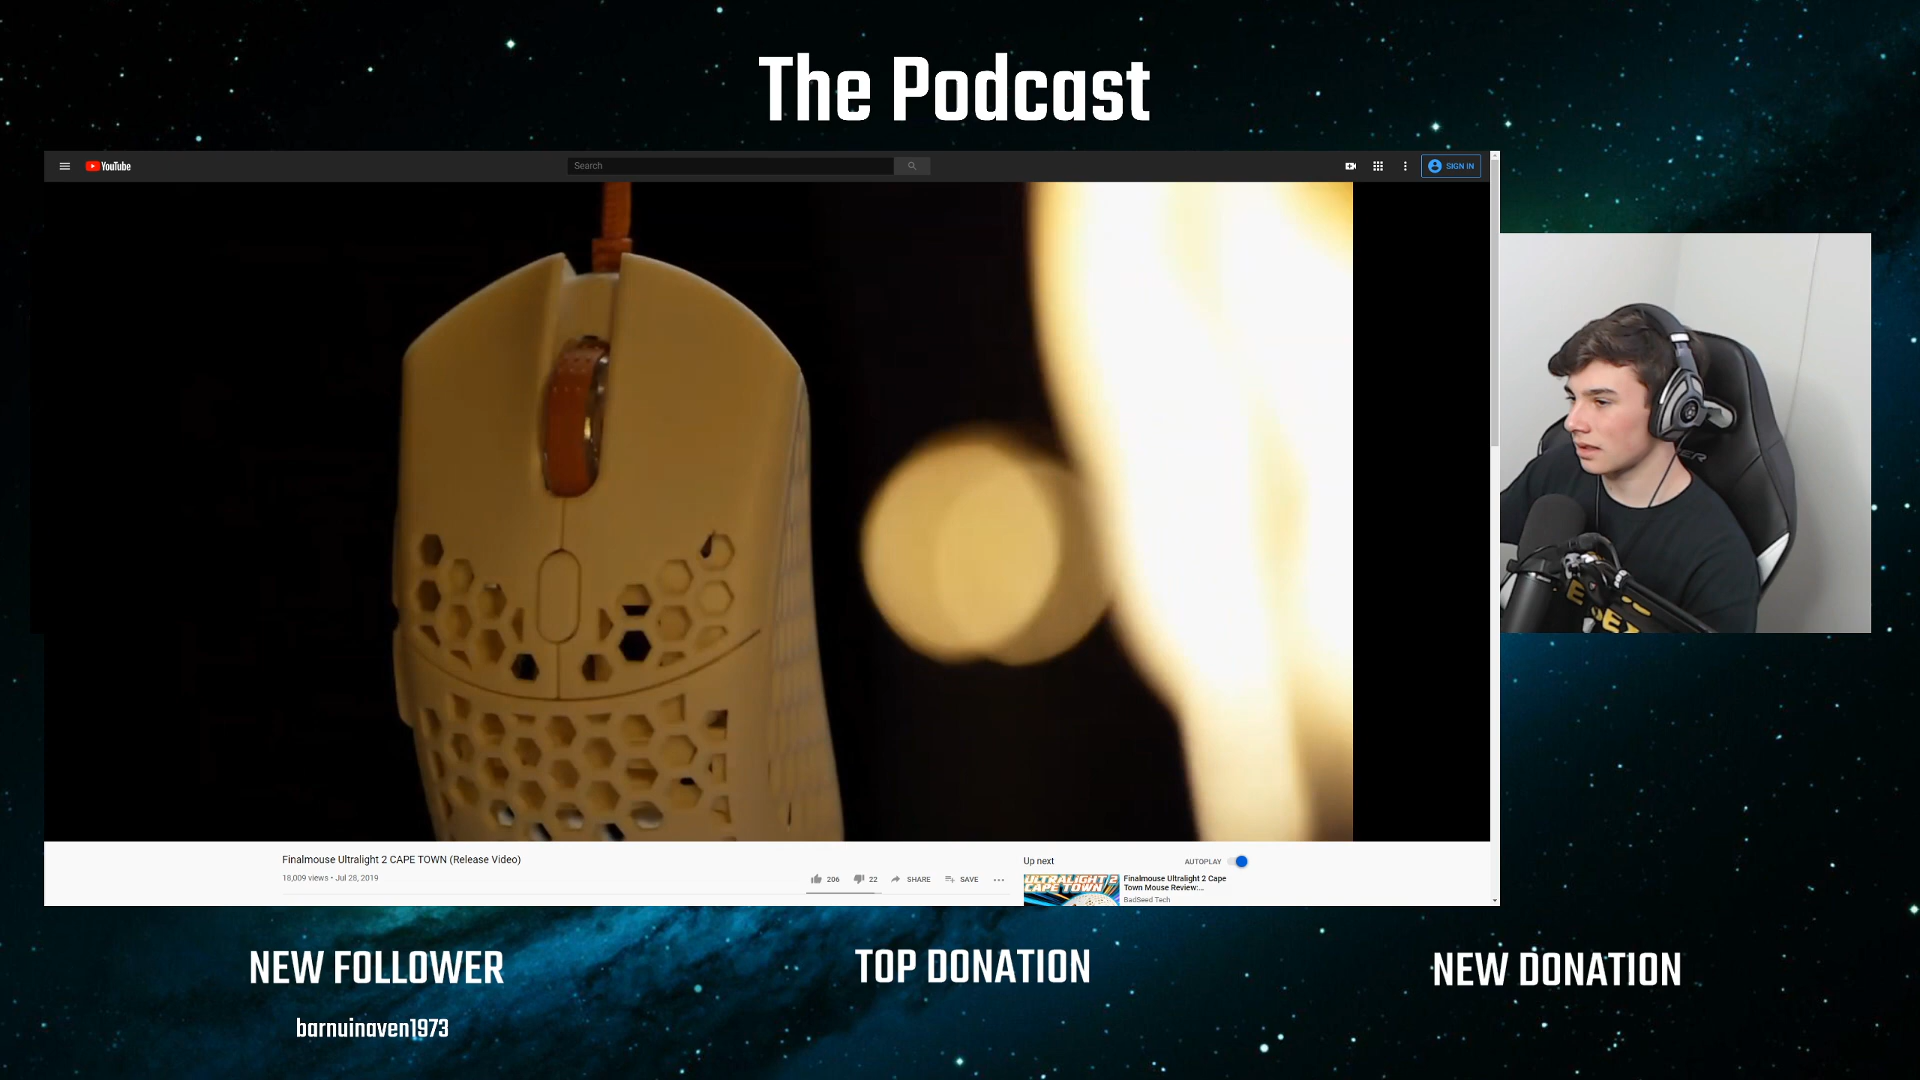 The Podcast
YouTube
Search
SIGN IN
Finalmouse Ultralight 2 CAPE TOWN (Release Video)
18,009 views • Jul 28, 2019
206
22
SHARE
SAVE
Up next
AUTOPLAY
ULTRALIGHT 2
CAPE TOWN
Finalmouse Ultralight 2 Cape
Town Mouse Review:...
BadSeed Tech
NEW FOLLOWER
TOP DONATION
NEW DONATION
barnuinaven1973